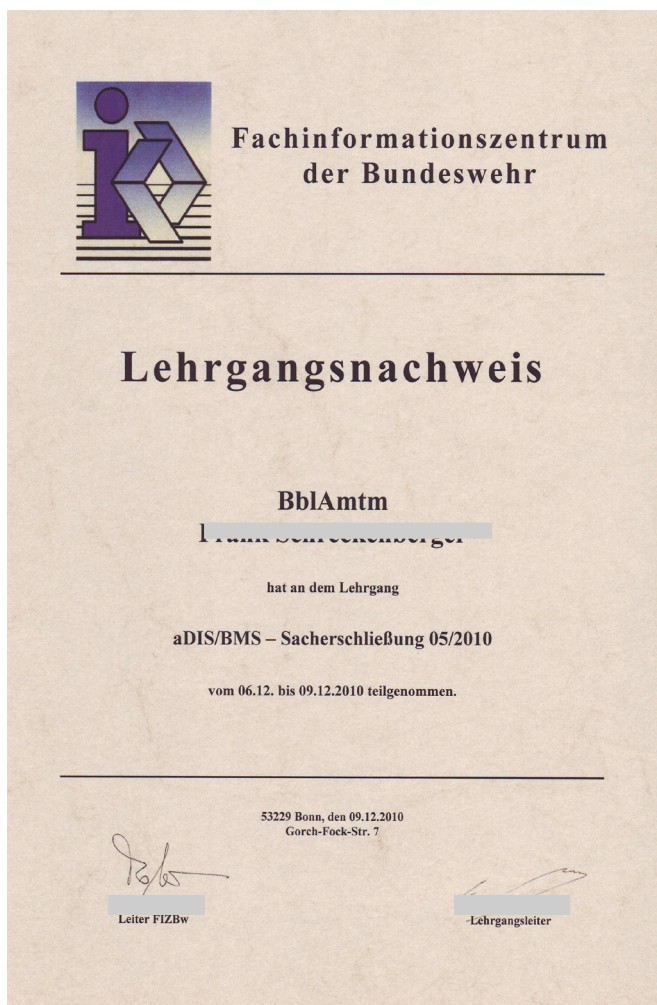 Fachinformationszentrum
der Bundeswehr
Lehrgangsnachweis
BblAmtm
hat an dem Lehrgang
aDIS/BMS – Sacherschließung 05/2010
vom 06.12. bis 09.12.2010 teilgenommen.
53229 Bonn, den 09.12.2010
Gorch-Fock-Str. 7
Leiter FIZBw
Lehrgangsleiter